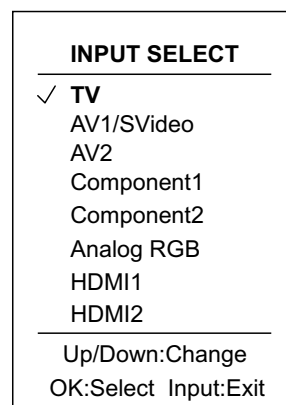 INPUT SELECT
✓ TV
AV1/SVideo
AV2
Component1
Component2
Analog RGB
HDMI1
HDMI2
Up/Down:Change
OK:Select Input:Exit